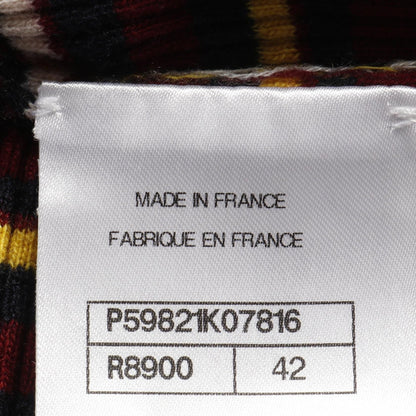 MADE IN FRANCE
FABRIQUE EN FRANCE
P59821K07816
R8900 42